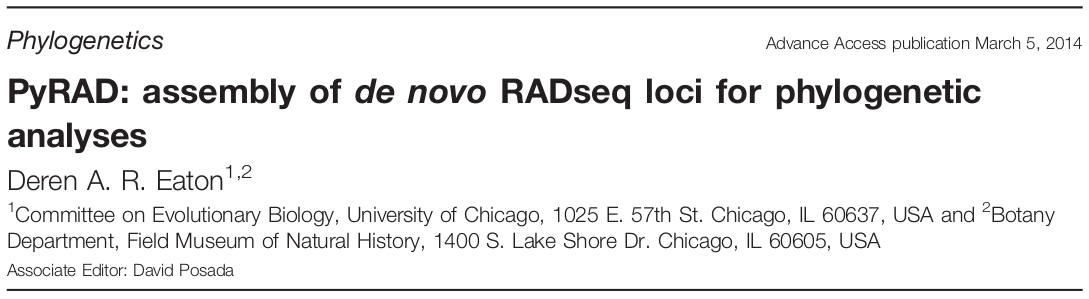 Phylogenetics
Advance Access publication March 5, 2014
PyRAD: assembly of de novo RADseq loci for phylogenetic
analyses
Deren A. R. Eaton1,2
1Committee on Evolutionary Biology, University of Chicago, 1025 E. 57th St. Chicago, IL 60637, USA and 2Botany
Department, Field Museum of Natural History, 1400 S. Lake Shore Dr. Chicago, IL 60605, USA
Associate Editor: David Posada